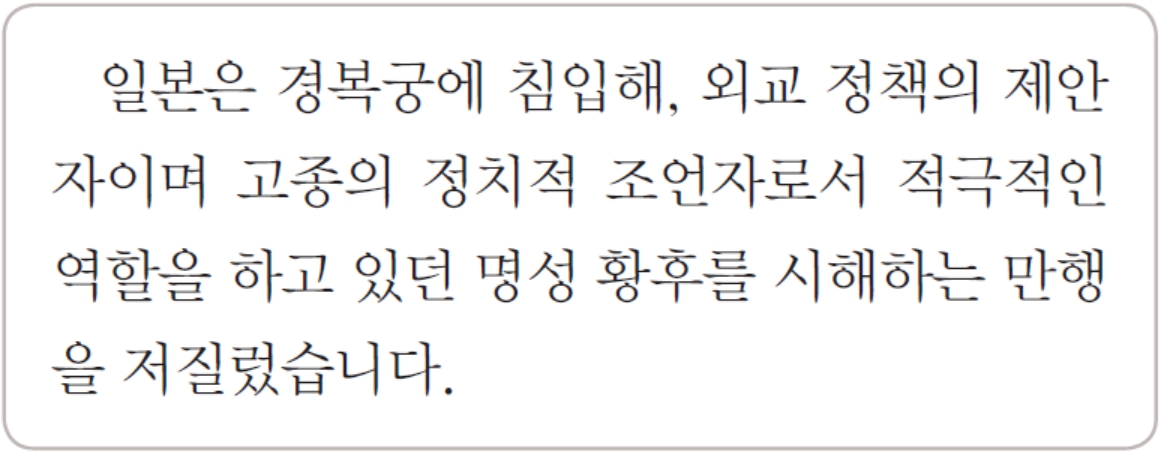 일본은 경복궁에 침입해, 외교 정책의 제안
자이며 고종의 정치적 조언자로서 적극적인
역할을 하고 있던 명성 황후를 시해하는 만행
을 저질렀습니다.